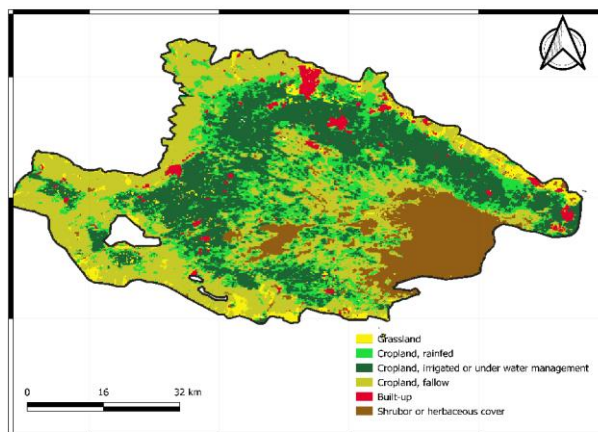 Grassland
Cropland, rainfed
Cropland, irrigated or under water management
Cropland, fallow
Built-up
Shrubor or herbaceous cover
0 16 32 km